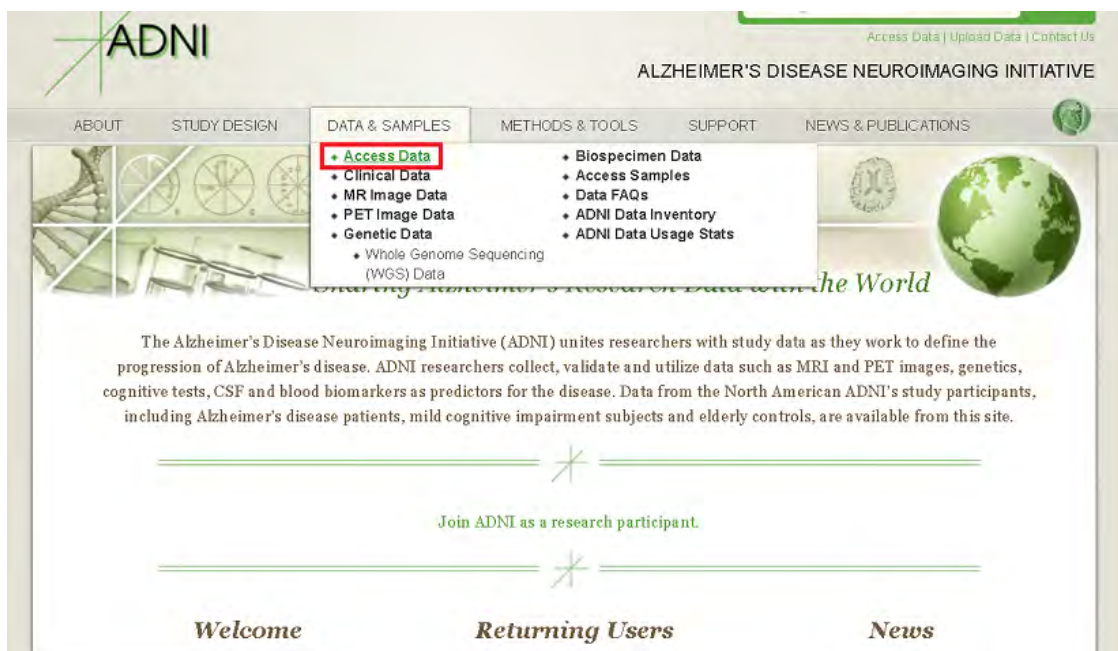 ADNI
Access Data | Upload Data | Contact Us
ALZHEIMER'S DISEASE NEUROIMAGING INITIATIVE
ABOUT STUDY DESIGN DATA & SAMPLES METHODS & TOOLS SUPPORT NEWS & PUBLICATIONS
Access Data
Clinical Data
MR Image Data
PET Image Data
Genetic Data
Whole Genome Sequencing
(WGS) Data
Biospecimen Data
Access Samples
Data FAQs
ADNI Data Inventory
ADNI Data Usage Stats
Sharing Alzheimer's Research Data with the World
The Alzheimer's Disease Neuroimaging Initiative (ADNI) unites researchers with study data as they work to define the
progression of Alzheimer's disease. ADNI researchers collect, validate and utilize data such as MRI and PET images, genetics,
cognitive tests, CSF and blood biomarkers as predictors for the disease. Data from the North American ADNI's study participants,
including Alzheimer's disease patients, mild cognitive impairment subjects and elderly controls, are available from this site.
Join ADNI as a research participant.
Welcome Returning Users News